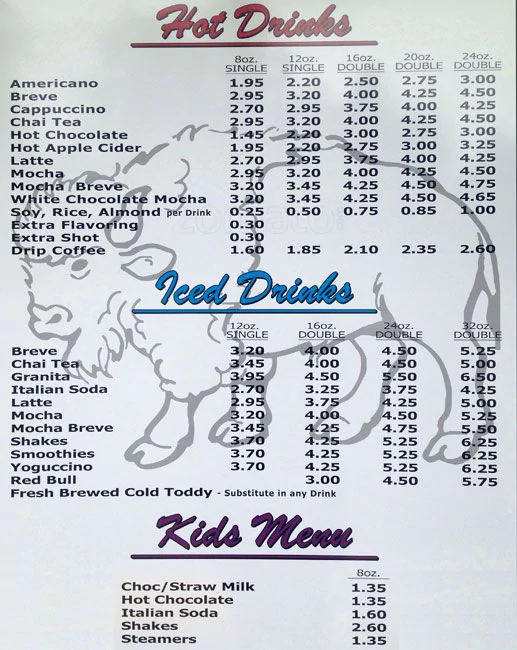 Hot Drinks
8oz. 12oz. 16oz. 20oz. 24oz.
SINGLE SINGLE DOUBLE DOUBLE DOUBLE
Americano 1.95 2.20 2.50 2.75 3.00
Breve 2.95 3.20 4.00 4.25 4.50
Cappuccino 2.70 2.95 3.75 4.00 4.25
Chai Tea 2.95 3.20 4.00 4.25 4.50
Hot Chocolate 1.45 2.20 3.00 2.75 3.00
Hot Apple Cider 1.95 2.20 2.75 3.00 3.25
Latte 2.70 2.95 3.75 4.00 4.25
Mocha 2.95 3.20 4.00 4.25 4.50
Mocha Breve 3.20 3.45 4.25 4.50 4.75
White Chocolate Mocha 3.20 3.45 4.25 4.50 4.65
Soy, Rice, Almond per Drink 0.25 0.50 0.75 0.85 1.00
Extra Flavoring 0.30
Extra Shot 0.30
Drip Coffee 1.60 1.85 2.10 2.35 2.60
Iced Drinks
12oz. 16oz. 24oz. 32oz.
SINGLE DOUBLE DOUBLE DOUBLE
Breve 3.20 4.00 4.50 5.25
Chai Tea 3.45 4.00 4.50 5.00
Granita 3.95 4.50 5.50 6.50
Italian Soda 2.70 3.25 3.75 4.25
Latte 2.95 3.75 4.25 5.00
Mocha 3.20 4.00 4.50 5.25
Mocha Breve 3.45 4.25 4.75 5.50
Shakes 3.70 4.25 5.25 6.25
Smoothies 3.70 4.25 5.25 6.25
Yoguccino 3.70 4.25 5.25 6.25
Red Bull 3.00 4.50 5.75
Fresh Brewed Cold Toddy - Substitute in any Drink
Kids Menu
8oz.
Choc/Straw Milk 1.35
Hot Chocolate 1.35
Italian Soda 1.60
Shakes 2.60
Steamers 1.35